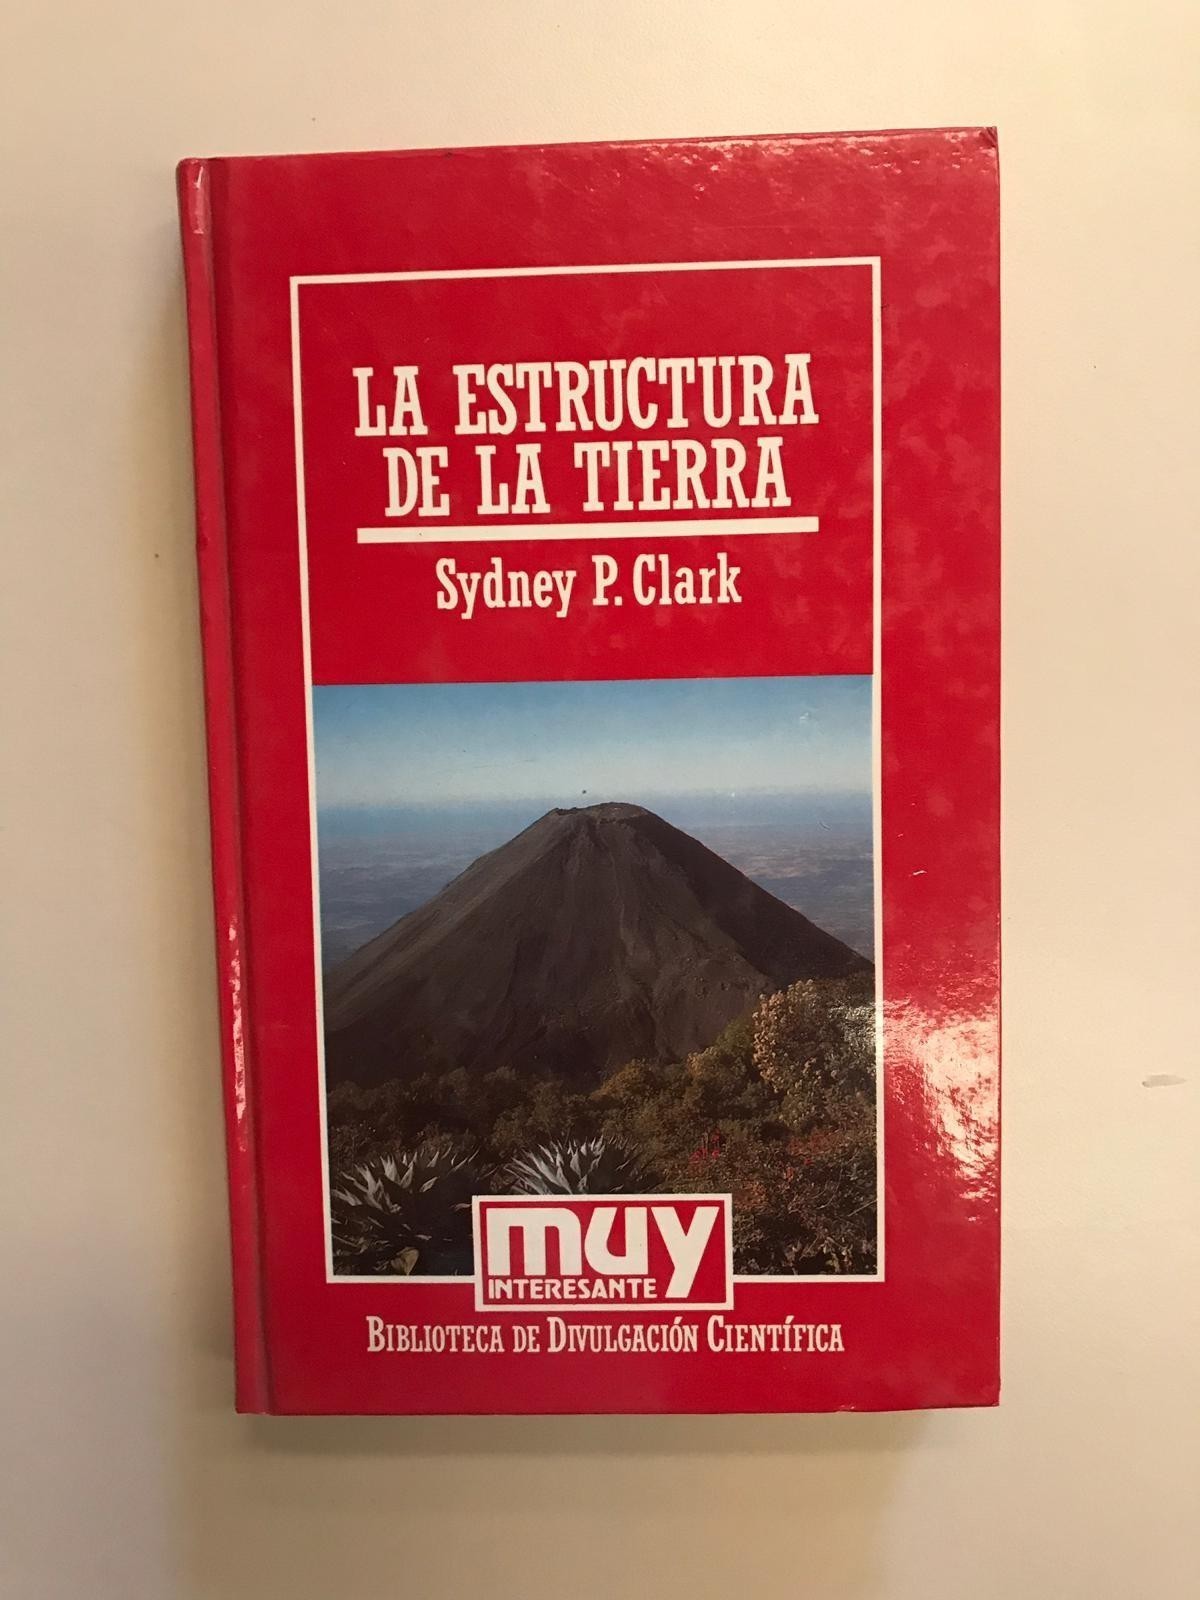 LA ESTRUCTURA
DE LA TIERRA
Sydney P. Clark
muy
INTERESANTE
BIBLIOTECA DE DIVULGACIÓN CIENTÍFICA